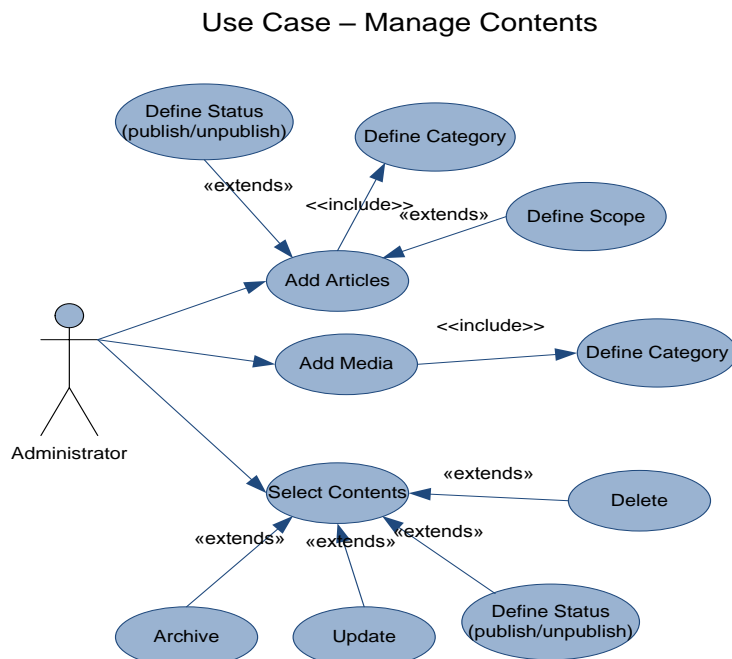 Use Case – Manage Contents
Define Status
(publish/unpublish)
Define Category
«extends»
<<include>>
«extends»
Define Scope
Add Articles
<<include>>
Add Media
Define Category
Administrator
Select Contents
«extends»
Delete
«extends»
«extends»
«extends»
Archive
Update
Define Status
(publish/unpublish)